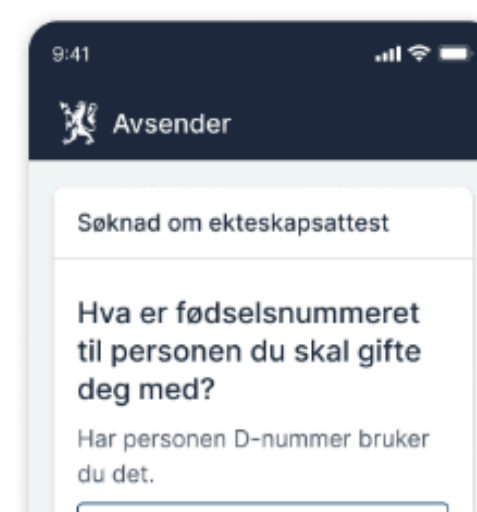 9:41
Avsender
Søknad om ekteskapsattest
Hva er fødselsnummeret
til personen du skal gifte
deg med?
Har personen D-nummer bruker
du det.